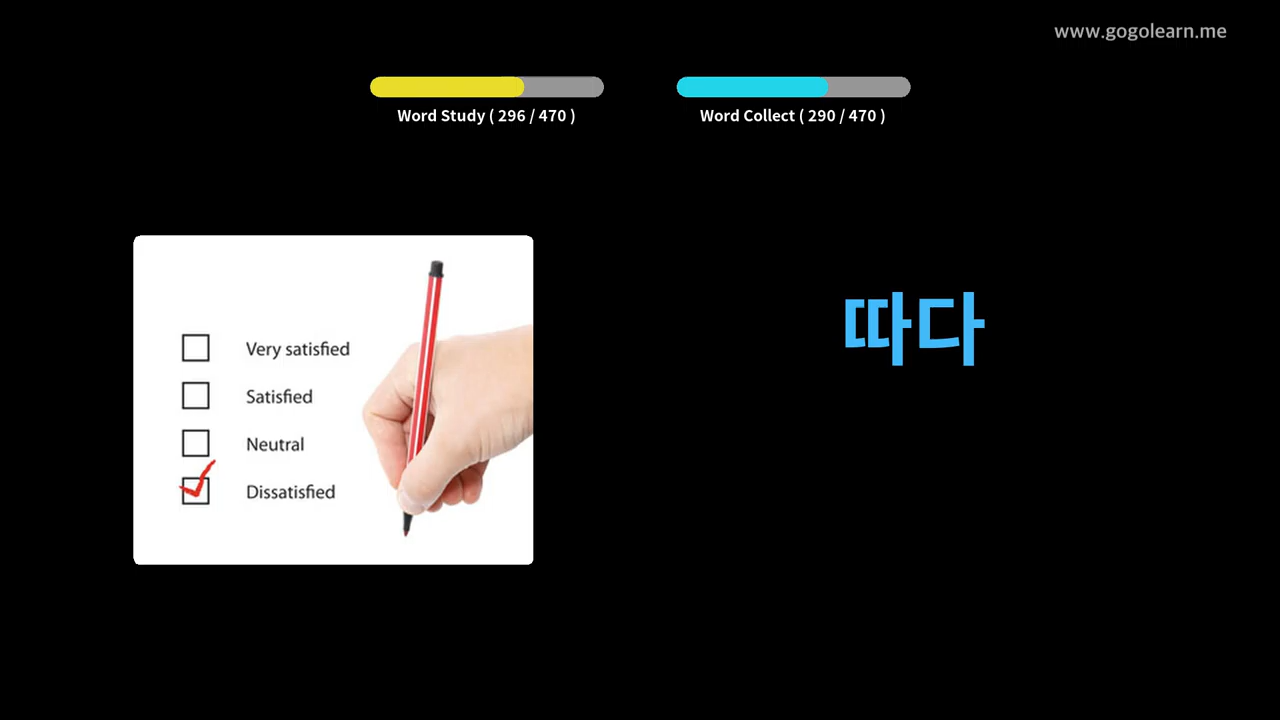 www.gogolearn.me
Word Study ( 296 / 470 )
Word Collect ( 290 / 470 )
Very satisfied
Satisfied
Neutral
Dissatisfied
따다